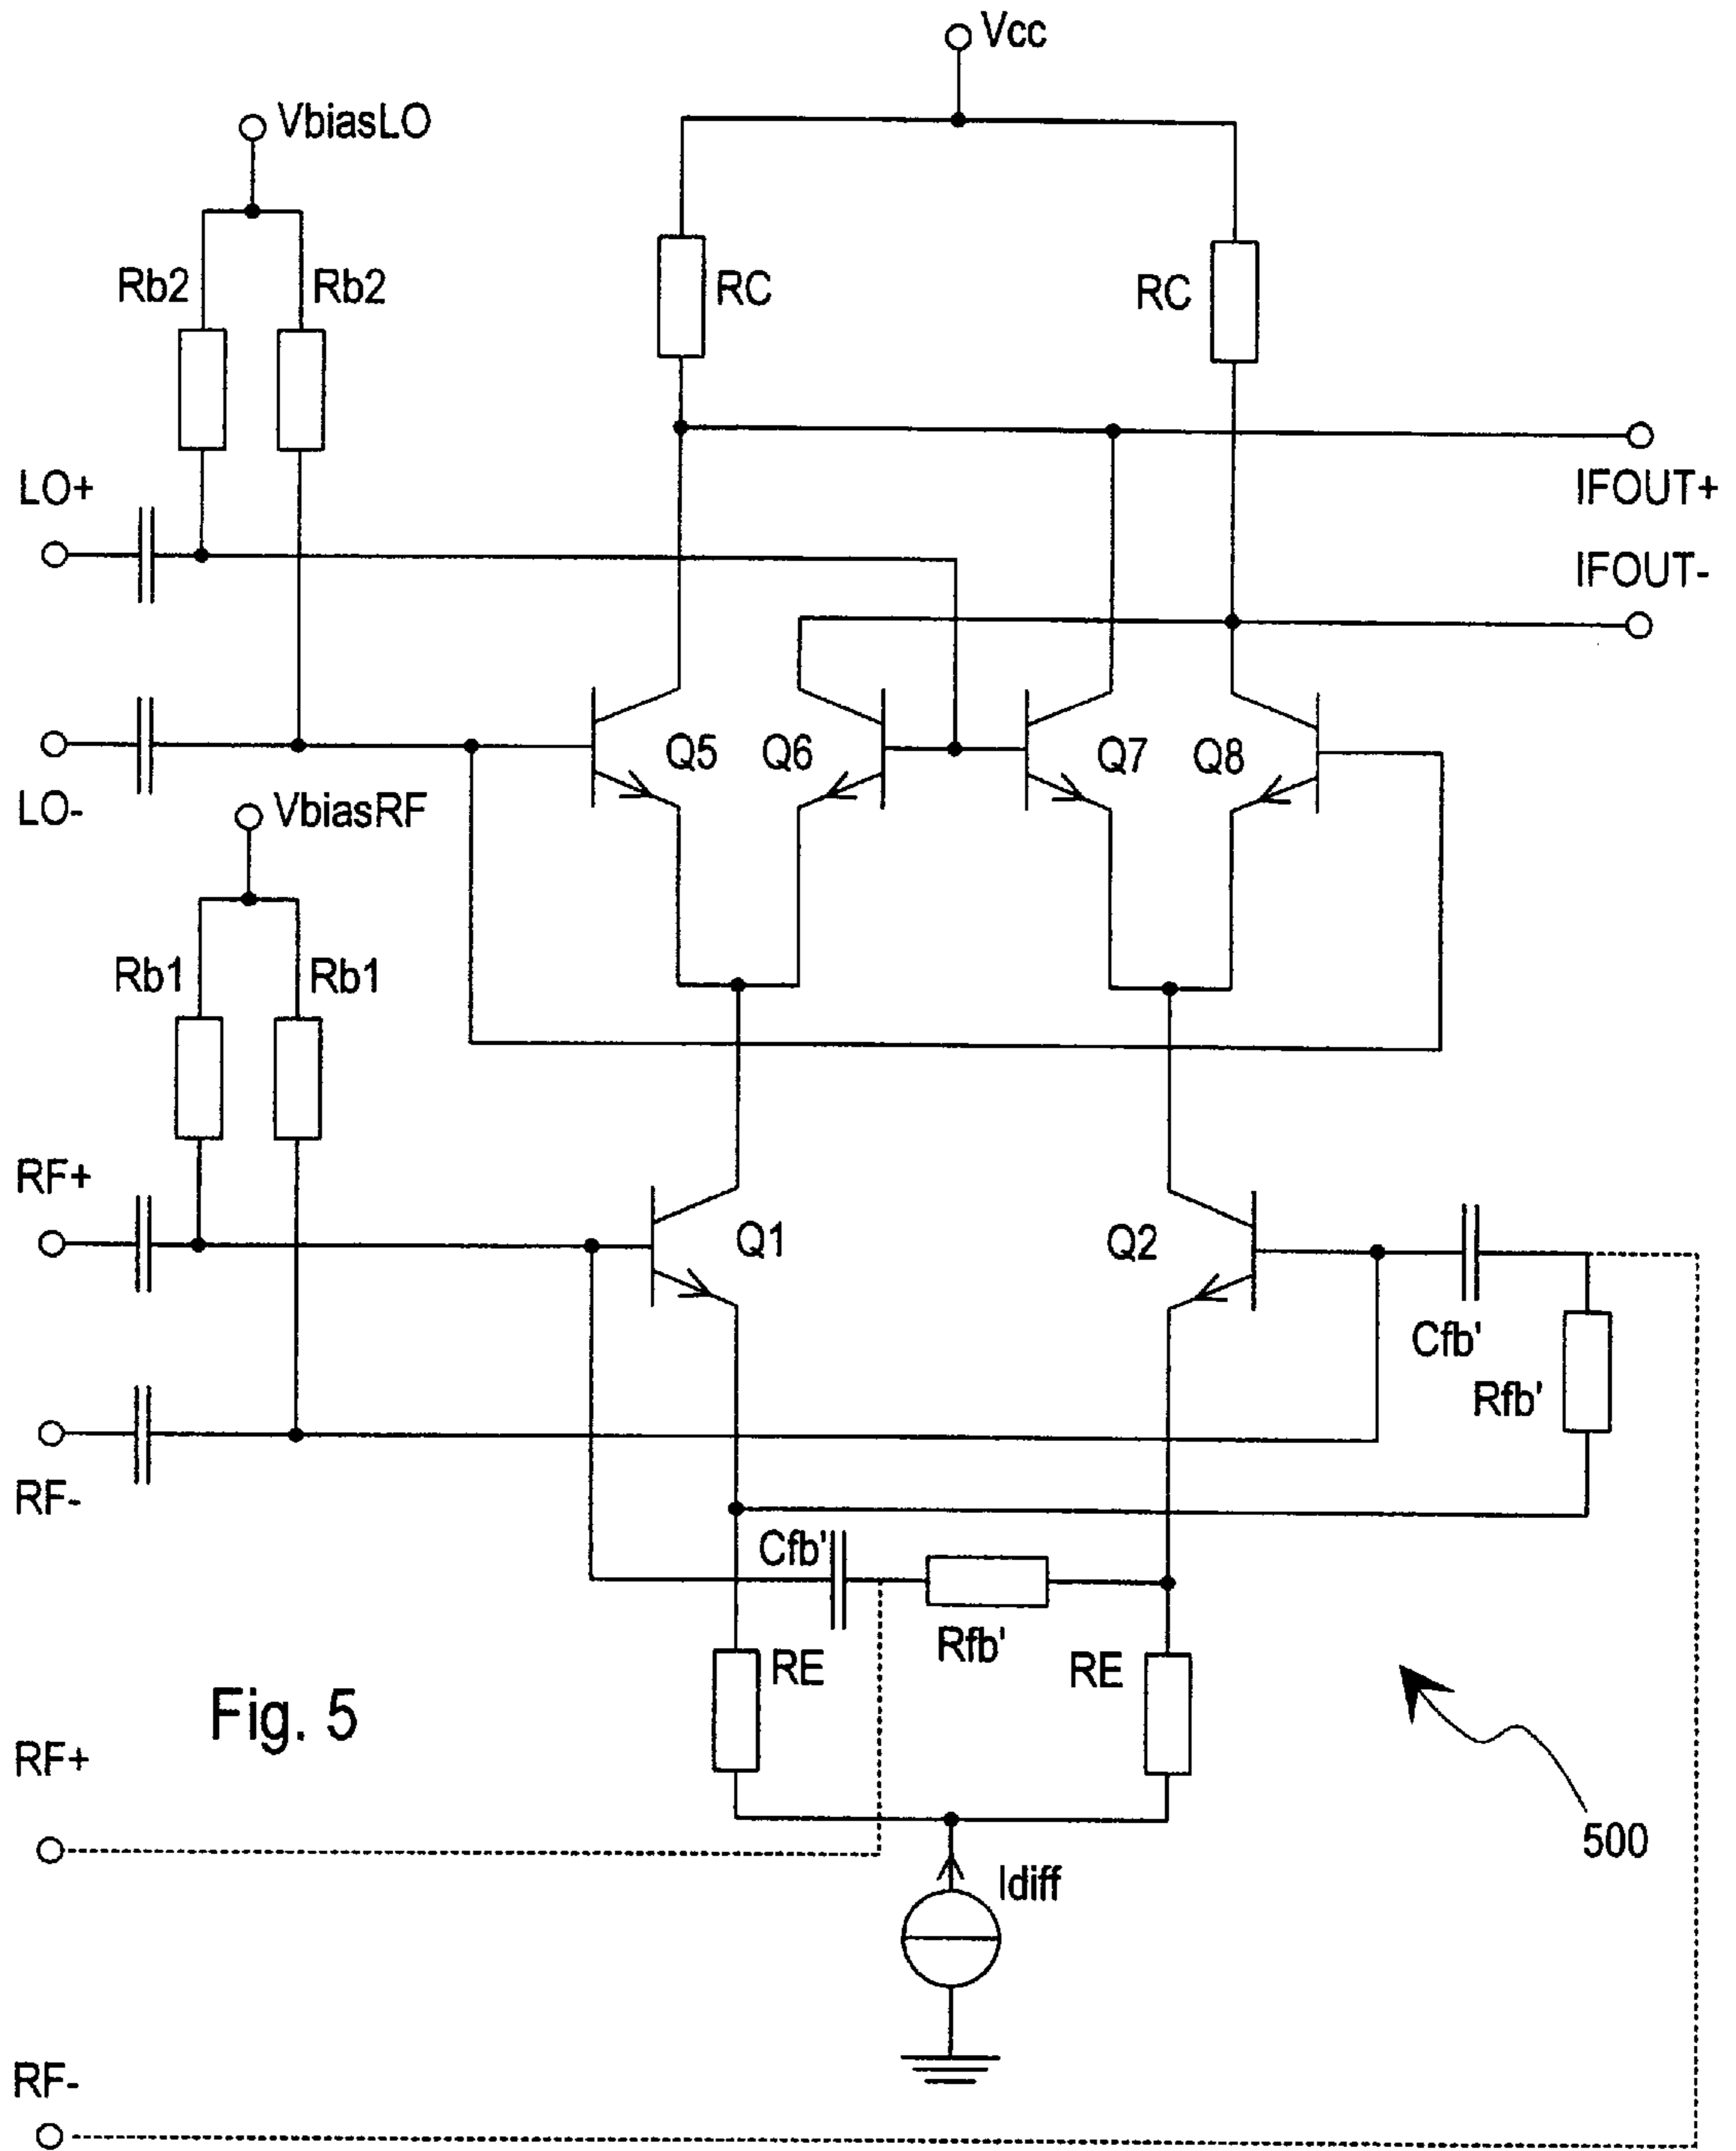 Vcc
VbiasLO
Rb2
Rb2
RC
RC
LO+
IFOUT+
IFOUT-
Q5
Q6
Q7
Q8
LO-
VbiasRF
Rb1
Rb1
RF+
Q1
Q2
Cfb'
Rfb'
RF-
Cfb'
Rfb'
RE
RE
Fig. 5
RF+
500
Idiff
RF-